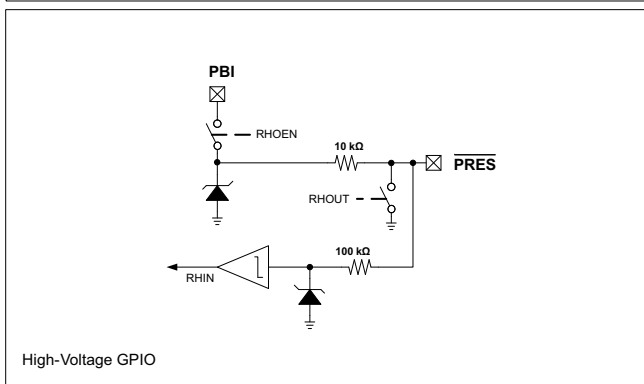 PBI
RHOEN
10 kΩ
PRES
RHOUT
100 kΩ
RHIN
High-Voltage GPIO